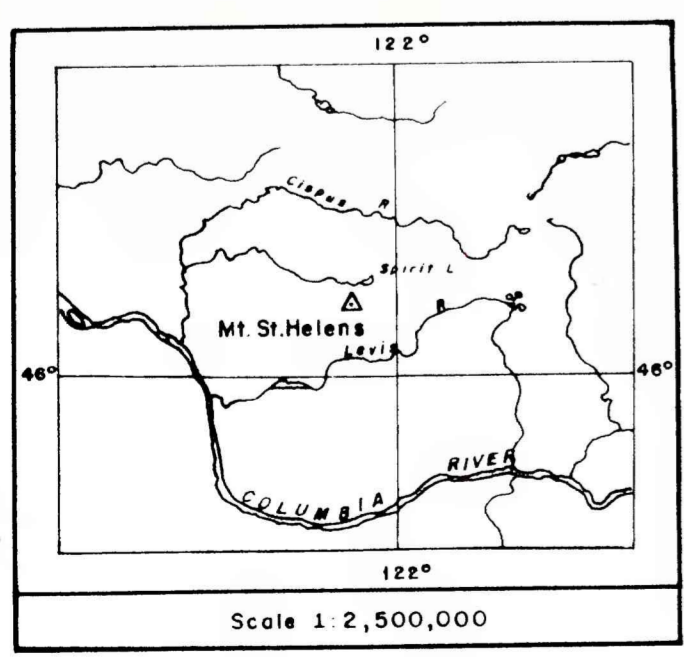 122°
Cispus R
Spirit L
Mt. St. Helens
Lewis R
46°
46°
COLUMBIA RIVER
122°
Scale 1:2,500,000